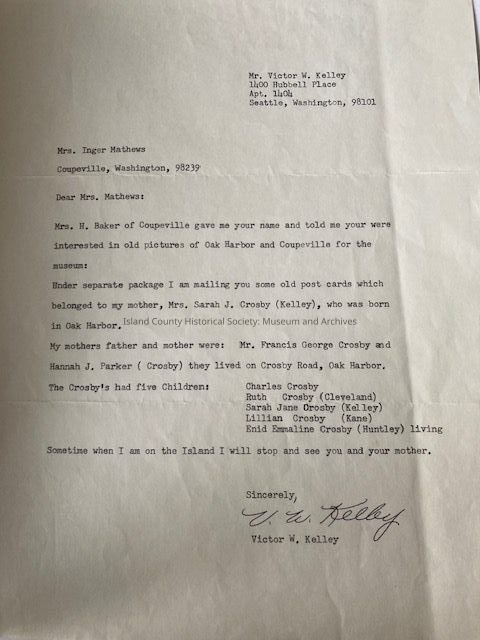 Mr. Victor W. Kelley
1400 Hubbell Place
Apt. 1404
Seattle, Washington, 98101
Mrs. Inger Mathews
Coupeville, Washington, 98239
Dear Mrs. Mathews:
Mrs. H. Baker of Coupeville gave me your name and told me your were
interested in old pictures of Oak Harbor and Coupeville for the
museum:
Under separate package I am mailing you some old post cards which
belonged to my mother, Mrs. Sarah J. Crosby (Kelley), who was born
in Oak Harbor.
Island County Historical Society: Museum and Archives
My mothers father and mother were: Mr. Francis George Crosby and
Hannah J. Parker ( Crosby) they lived on Crosby Road, Oak Harbor.
The Crosby's had five Children: Charles Crosby
Ruth Crosby (Cleveland)
Sarah Jane Crosby (Kelley)
Lillian Crosby (Kane)
Enid Emmaline Crosby (Huntley) living
Sometime when I am on the Island I will stop and see you and your mother.
Sincerely,
V. W. Kelley
Victor W. Kelley